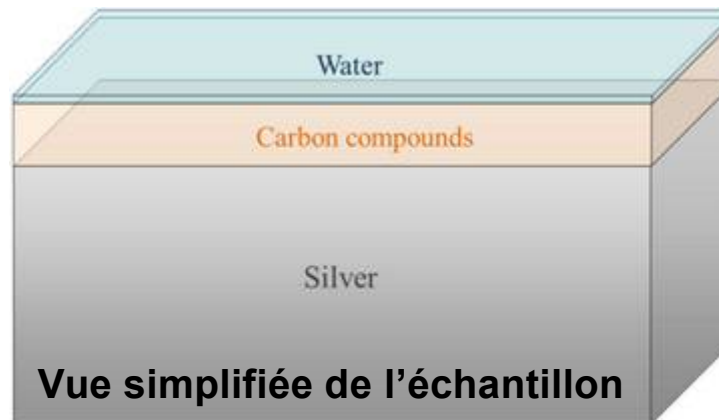 Water
Carbon compounds
Silver
Vue simplifiée de l’échantillon